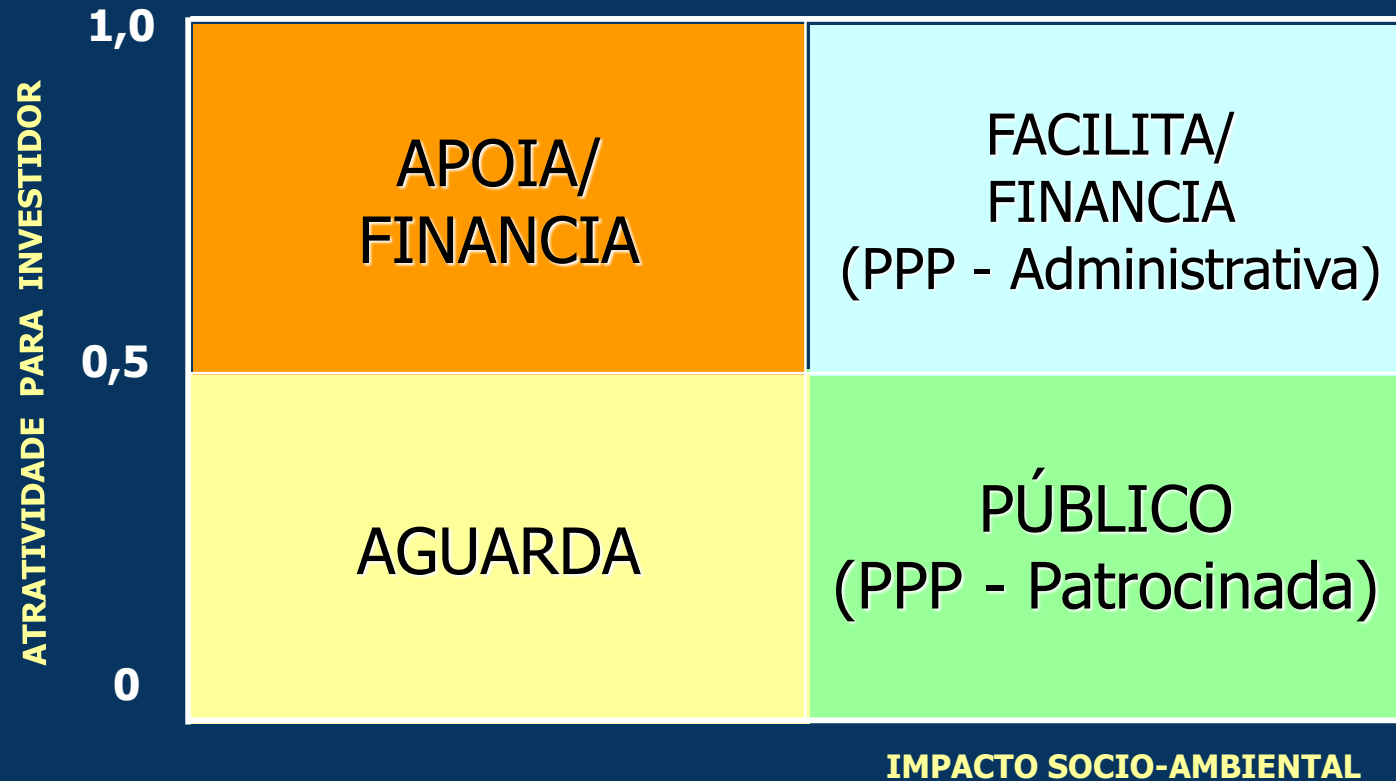 1,0
ATRATIVIDADE PARA INVESTIDOR
APOIA/
FINANCIA
FACILITA/
FINANCIA
(PPP - Administrativa)
0,5
AGUARDA
PÚBLICO
(PPP - Patrocinada)
0
IMPACTO SOCIO-AMBIENTAL